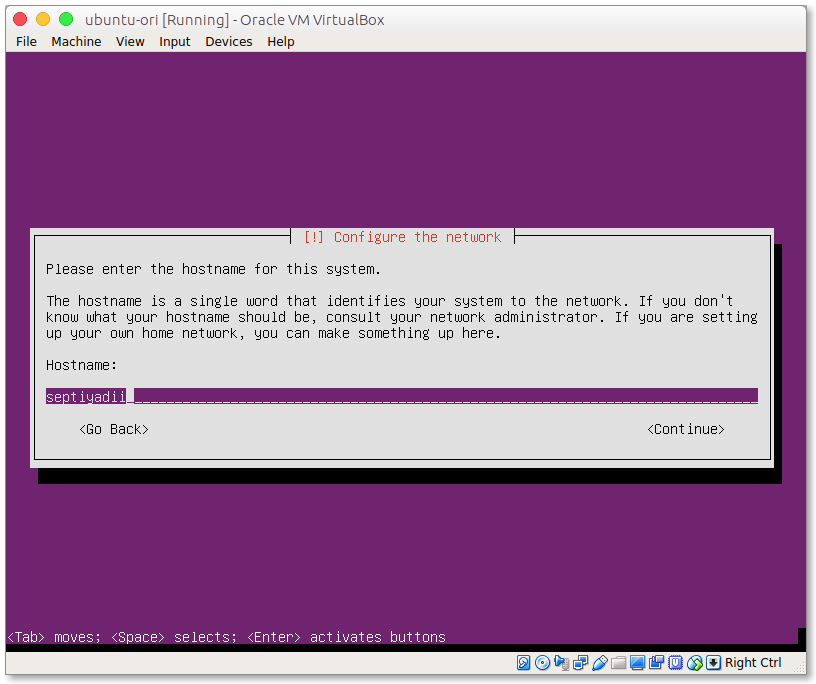 ubuntu-ori [Running] - Oracle VM VirtualBox
File Machine View Input Devices Help
[!] Configure the network
Please enter the hostname for this system.
The hostname is a single word that identifies your system to the network. If you don't
know what your hostname should be, consult your network administrator. If you are setting
up your own home network, you can make something up here.
Hostname:
septiyadii
<Go Back> <Continue>
<Tab> moves; <Space> selects; <Enter> activates buttons
Right Ctrl